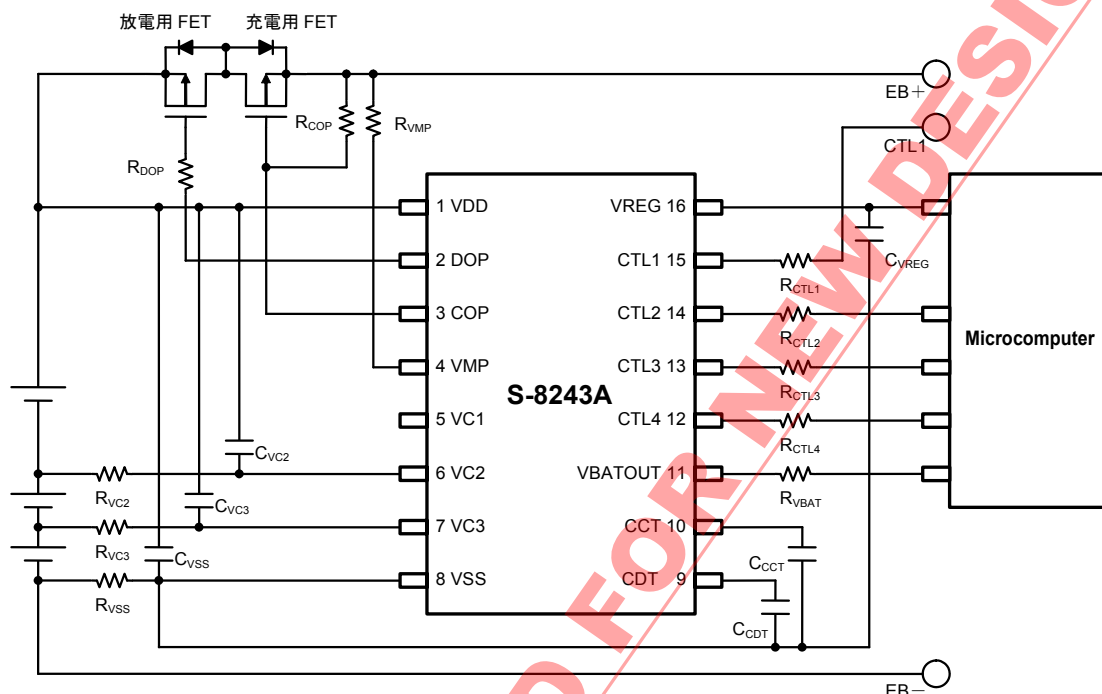 放電用 FET 充電用 FET
EB＋
CTL1
RCOP
RVMP
RDOP
1 VDD
VREG 16
2 DOP
CTL1 15
RCTL1
CVREG
3 COP
CTL2 14
RCTL2
Microcomputer
4 VMP
CTL3 13
RCTL3
S-8243A
5 VC1
CTL4 12
RCTL4
CVC2
6 VC2
VBATOUT 11
RVC2
RVBAT
CVC3
7 VC3
CCT 10
RVC3
CVSS
CCCT
8 VSS
CDT 9
RVSS
CCDT
EB－
D FOR NEW DESIG